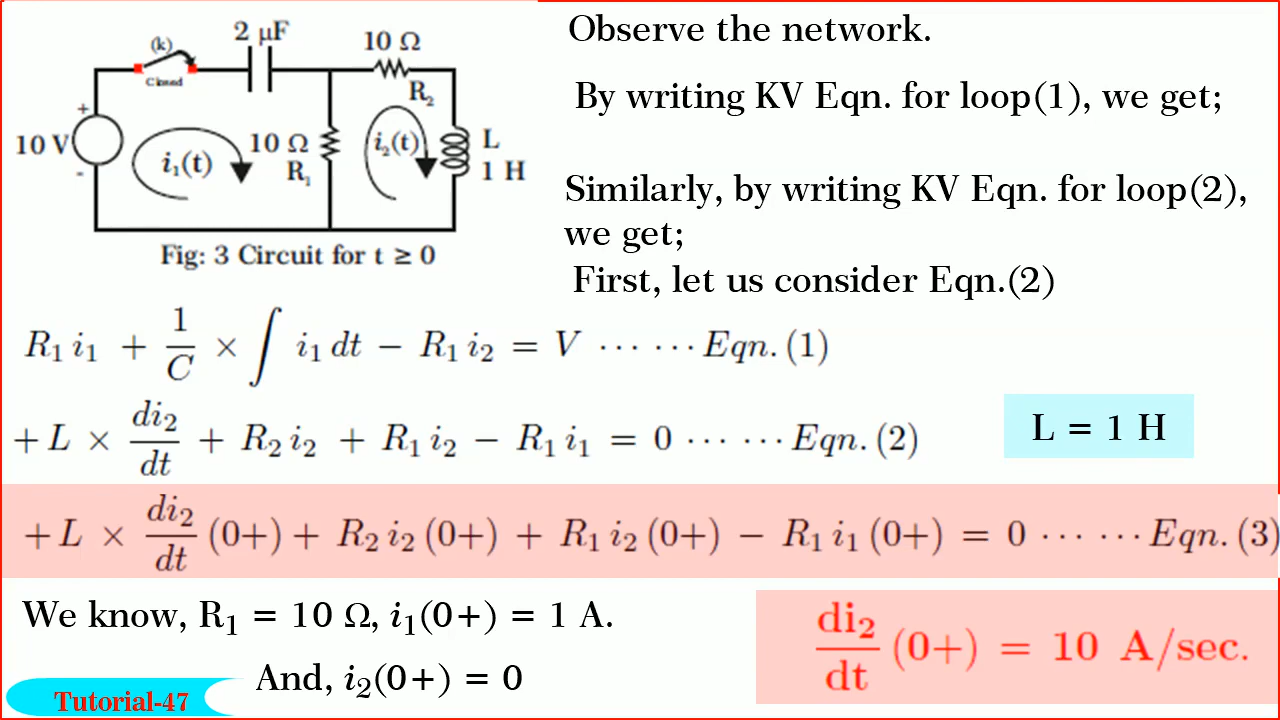 (k)
Closed
2 μF
10 Ω
R₂
+
10 V
-
i₁(t)
10 Ω
R₁
i₂(t)
L
1 H
Fig: 3 Circuit for t ≥ 0
Observe the network.
By writing KV Eqn. for loop(1), we get;
Similarly, by writing KV Eqn. for loop(2),
we get;
First, let us consider Eqn.(2)
R₁ i₁ + 1/C × ∫ i₁ dt − R₁ i₂ = V ⋯ ⋯ Eqn. (1)
+ L × di₂/dt + R₂ i₂ + R₁ i₂ − R₁ i₁ = 0 ⋯ ⋯ Eqn. (2)
L = 1 H
+ L × di₂/dt (0+) + R₂ i₂ (0+) + R₁ i₂ (0+) − R₁ i₁ (0+) = 0 ⋯ ⋯ Eqn. (3)
We know, R₁ = 10 Ω, i₁(0+) = 1 A.
And, i₂(0+) = 0
di₂/dt (0+) = 10 A/sec.
Tutorial-47